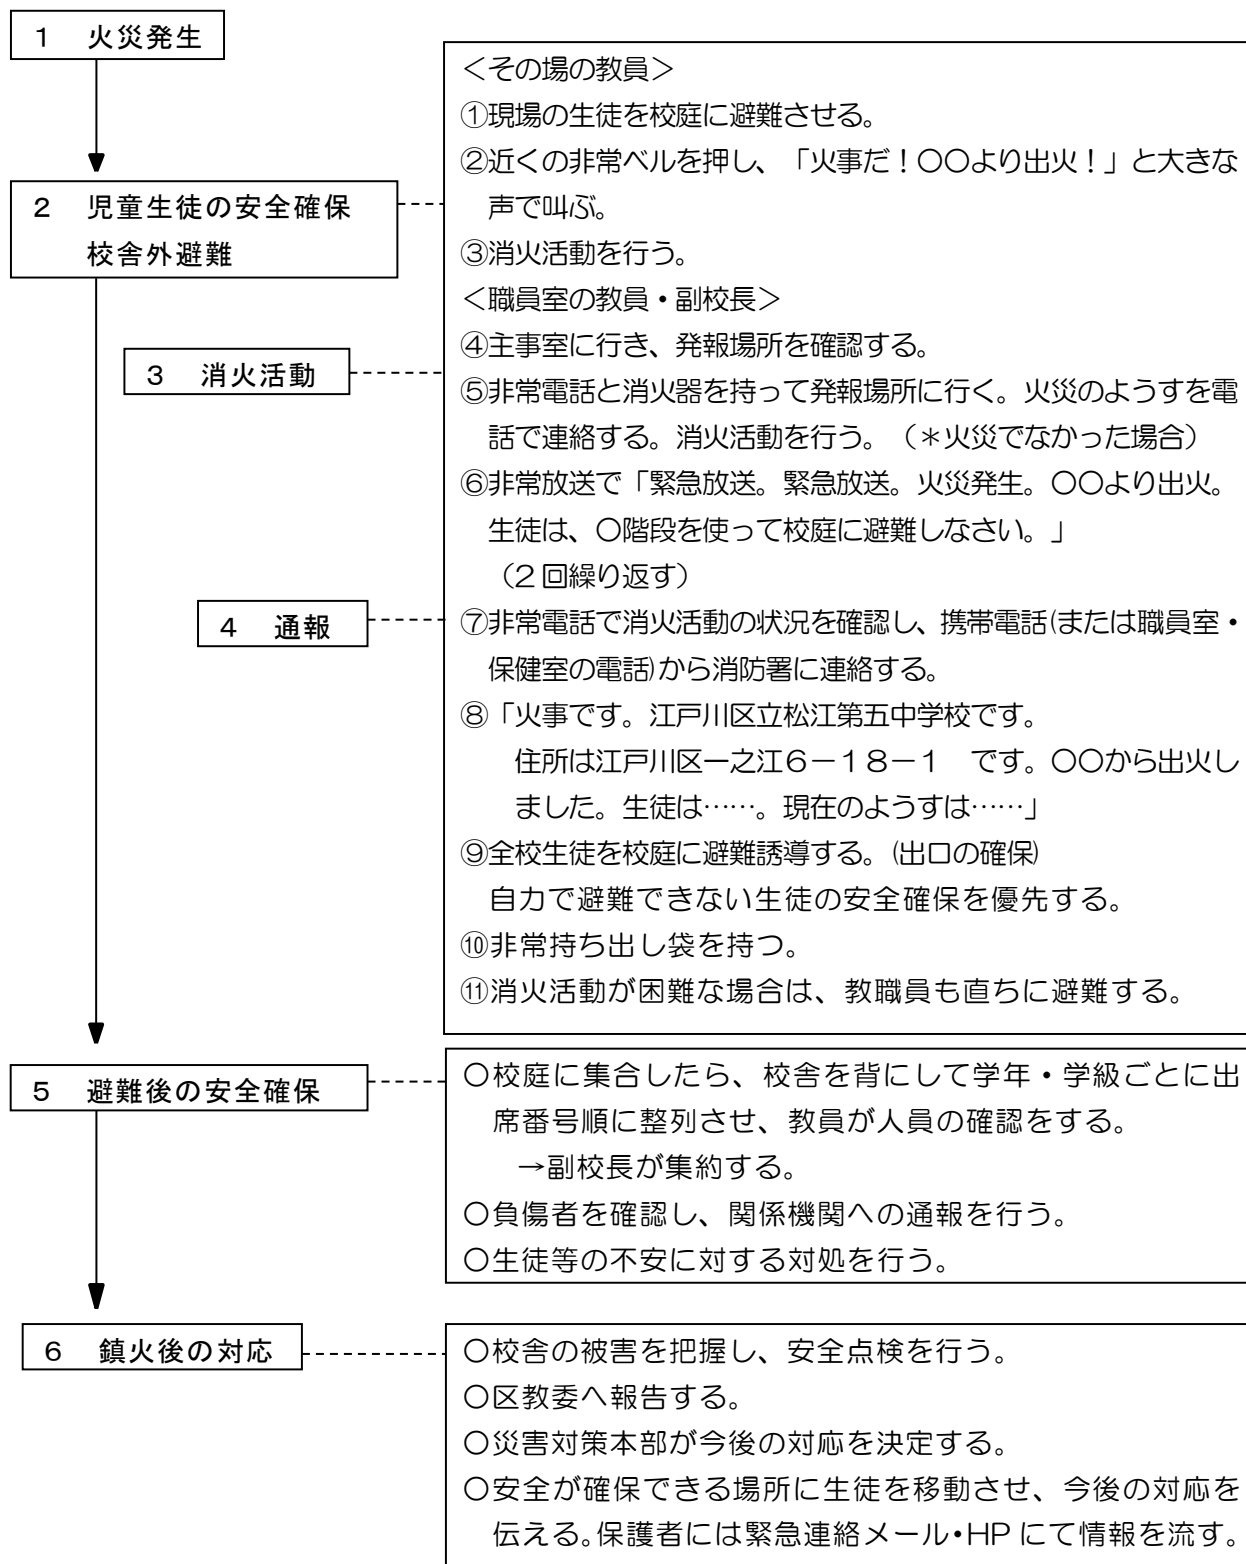 1 火災発生
2 児童生徒の安全確保
校舎外避難
3 消火活動
4 通報
5 避難後の安全確保
6 鎮火後の対応
＜その場の教員＞
①現場の生徒を校庭に避難させる。
②近くの非常ベルを押し、「火事だ！〇〇より出火！」と大きな
声で叫ぶ。
③消火活動を行う。
＜職員室の教員・副校長＞
④主事室に行き、発報場所を確認する。
⑤非常電話と消火器を持って発報場所に行く。火災のようすを電
話で連絡する。消火活動を行う。（＊火災でなかった場合）
⑥非常放送で「緊急放送。緊急放送。火災発生。〇〇より出火。
生徒は、〇階段を使って校庭に避難しなさい。」
（2回繰り返す）
⑦非常電話で消火活動の状況を確認し、携帯電話(または職員室・
保健室の電話)から消防署に連絡する。
⑧「火事です。江戸川区立松江第五中学校です。
住所は江戸川区一之江６－１８－１　です。〇〇から出火し
ました。生徒は……。現在のようすは……」
⑨全校生徒を校庭に避難誘導する。(出口の確保)
自力で避難できない生徒の安全確保を優先する。
⑩非常持ち出し袋を持つ。
⑪消火活動が困難な場合は、教職員も直ちに避難する。
〇校庭に集合したら、校舎を背にして学年・学級ごとに出
席番号順に整列させ、教員が人員の確認をする。
→副校長が集約する。
〇負傷者を確認し、関係機関への通報を行う。
〇生徒等の不安に対する対処を行う。
〇校舎の被害を把握し、安全点検を行う。
〇区教委へ報告する。
〇災害対策本部が今後の対応を決定する。
〇安全が確保できる場所に生徒を移動させ、今後の対応を
伝える。保護者には緊急連絡メール・HPにて情報を流す。